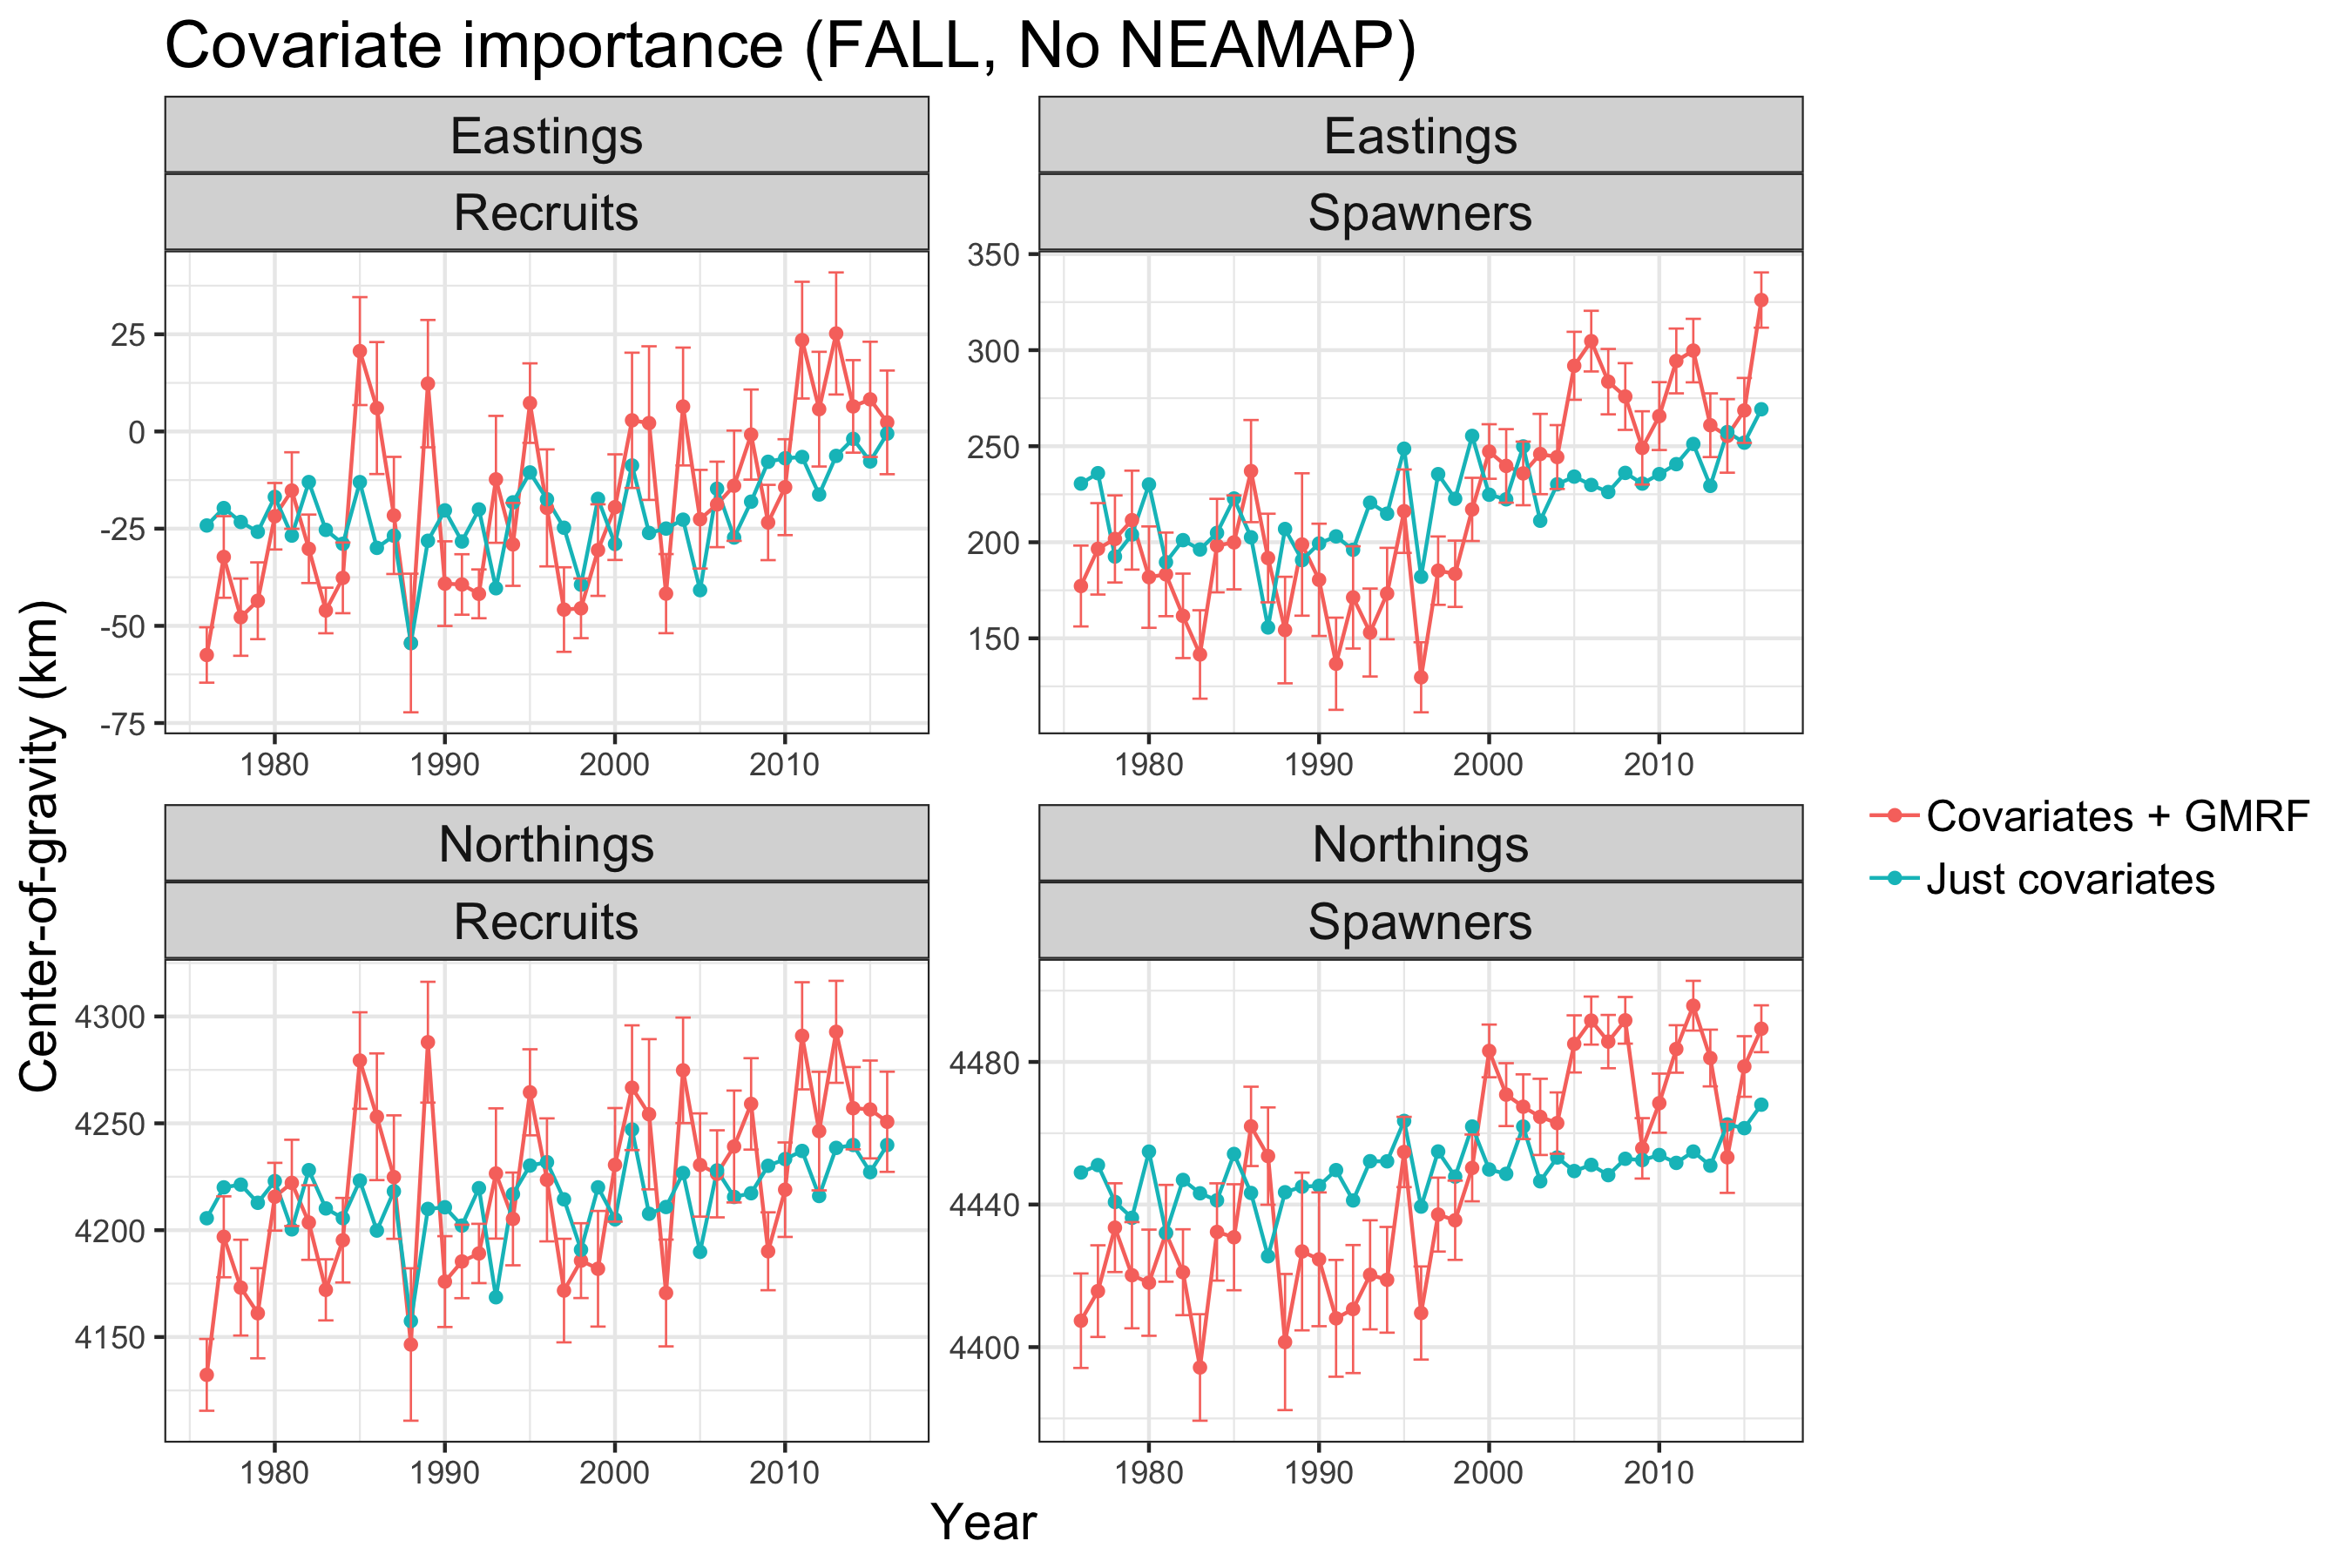 Covariate importance (FALL, No NEAMAP)
Eastings
Recruits
25
0
-25
-50
-75
1980 1990 2000 2010
Eastings
Spawners
350
300
250
200
150
1980 1990 2000 2010
Northings
Recruits
4300
4250
4200
4150
1980 1990 2000 2010
Northings
Spawners
4480
4440
4400
1980 1990 2000 2010
Center-of-gravity (km)
Year
Covariates + GMRF
Just covariates